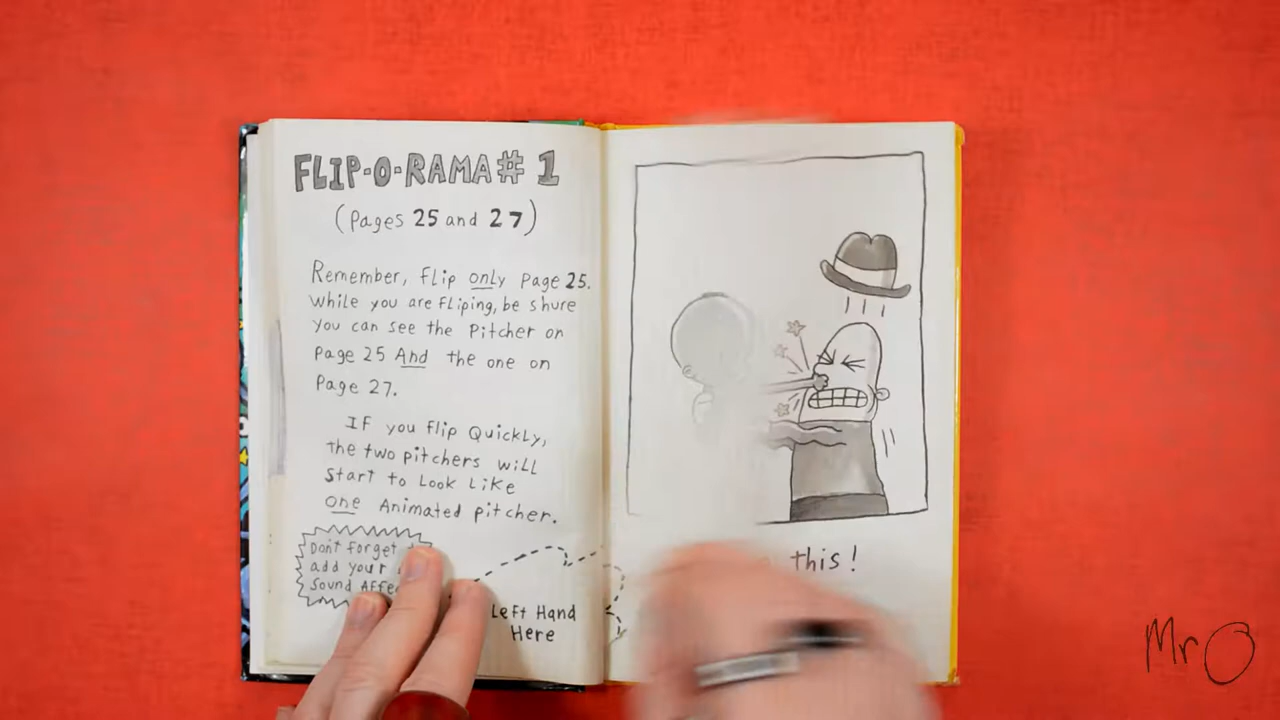 FLIP-O-RAMA # 1
(Pages 25 and 27)
Remember, flip only Page 25.
While you are fliping, be shure
you can see the Pitcher on
Page 25 And the one on
Page 27.
IF you flip Quickly,
the two pitchers will
start to Look Like
one Animated pitcher.
Don't forget
add your
Sound Affe
Left Hand
Here
this!
Mr O